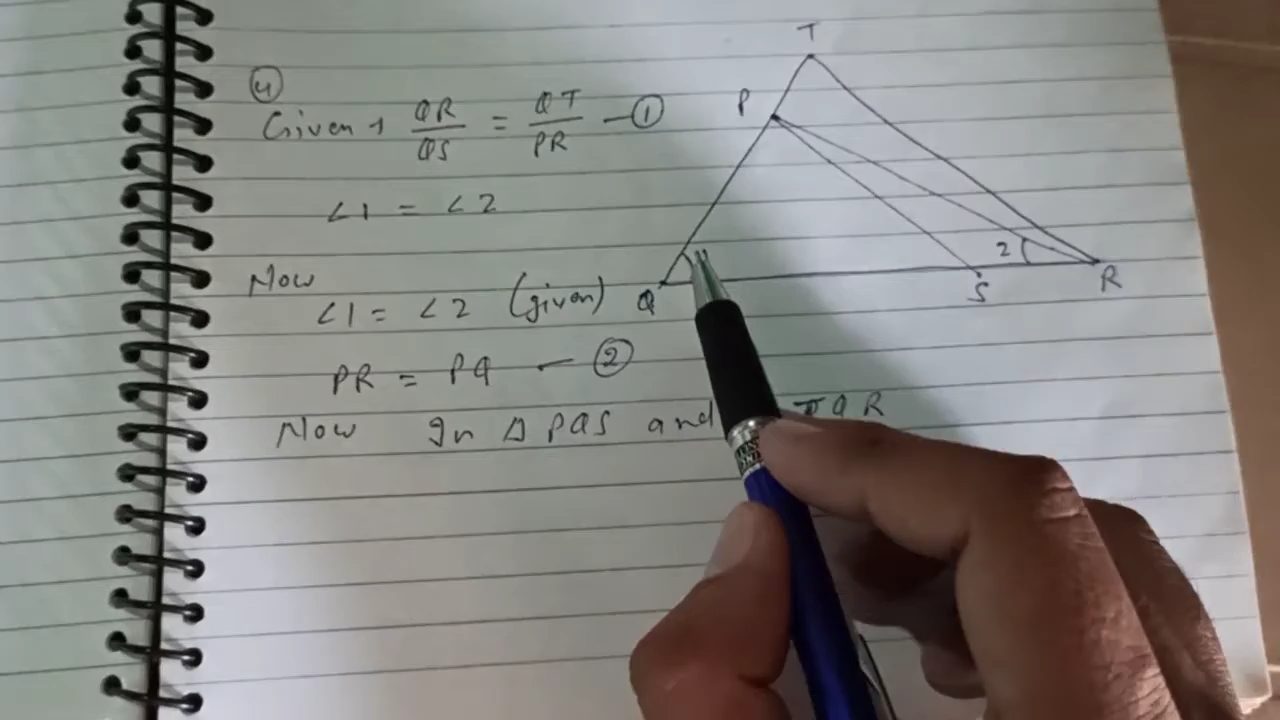 4
Given ÷ QR/QS = QT/PR — 1
∠1 = ∠2
Now
∠1 = ∠2 (given)
PR = PQ — 2
Now In Δ PQS and TQR
T
P
2
Q
S
R